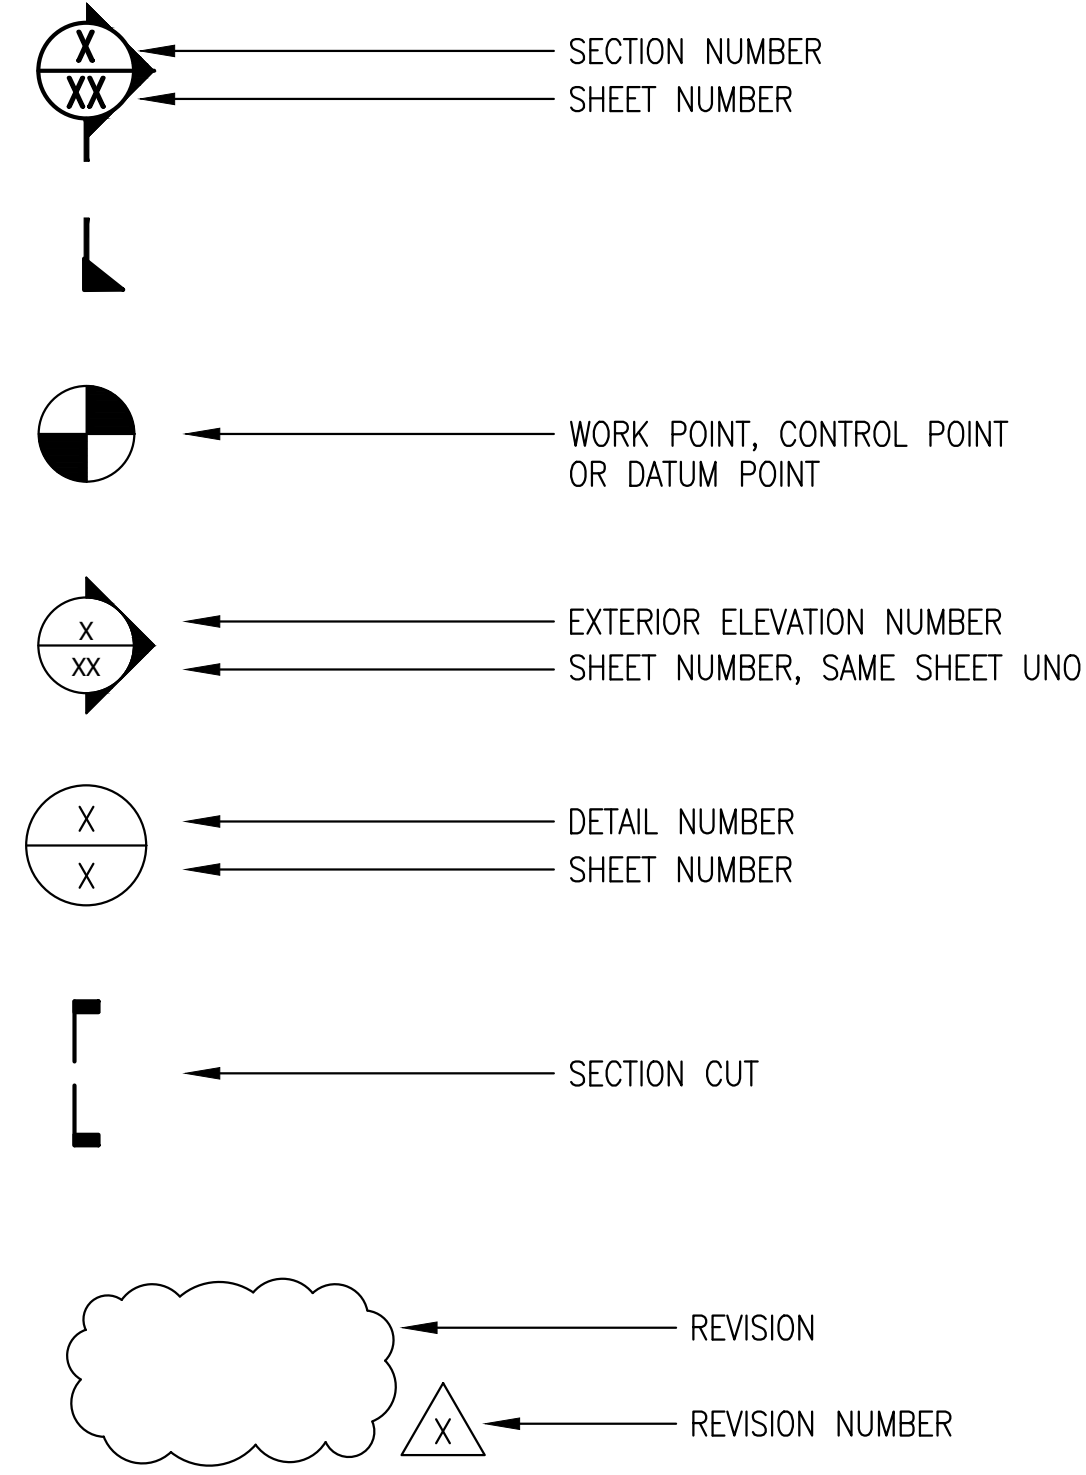 X
SECTION NUMBER
XX
SHEET NUMBER
WORK POINT, CONTROL POINT
OR DATUM POINT
X
EXTERIOR ELEVATION NUMBER
XX
SHEET NUMBER, SAME SHEET UNO
X
DETAIL NUMBER
X
SHEET NUMBER
SECTION CUT
REVISION
X
REVISION NUMBER